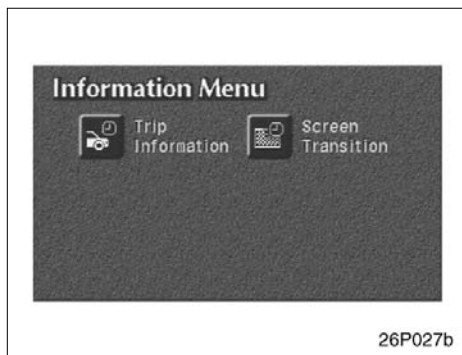 Information Menu
Trip
Information
Screen
Transition
26P027b